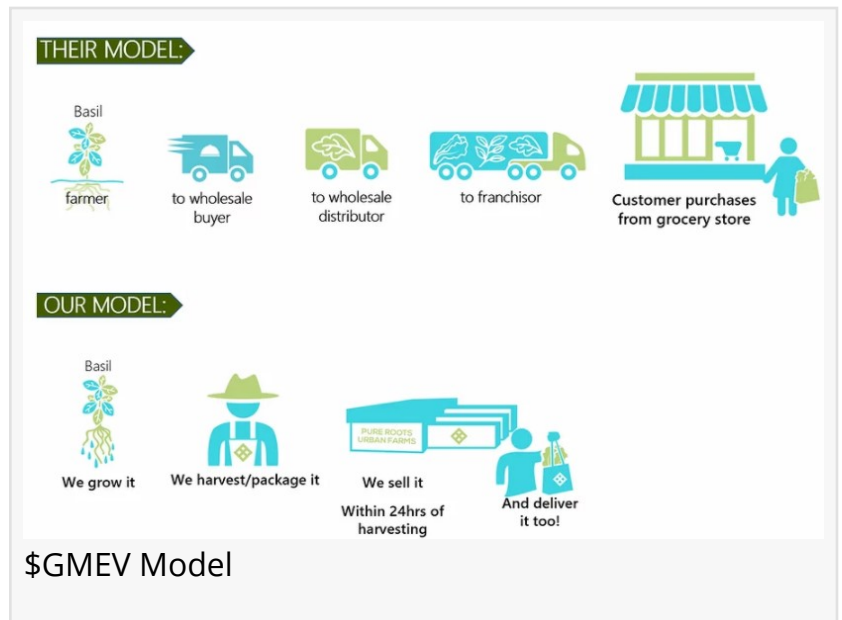 THEIR MODEL:
Basil
farmer
to wholesale
buyer
to wholesale
distributor
to franchisor
Customer purchases
from grocery store
OUR MODEL:
Basil
We grow it
We harvest/package it
PURE ROOTS
URBAN FARMS
We sell it
Within 24hrs of
harvesting
And deliver
it too!
$GMEV Model